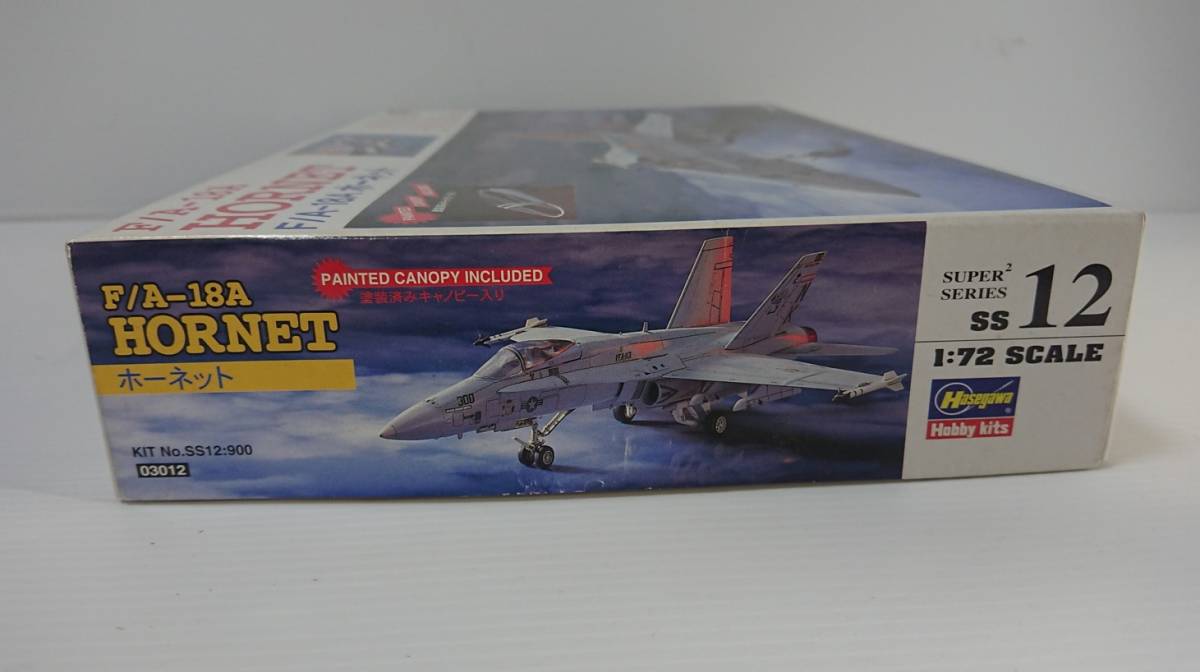 F/A-18A
HORNET
F/A-18A ホーネット
F/A-18A
HORNET
ホーネット
PAINTED CANOPY INCLUDED
塗装済みキャノピー入り
KIT No.SS12:900
03012
300
SUPER²
SERIES
SS 12
1:72 SCALE
Hasegawa
Hobby kits